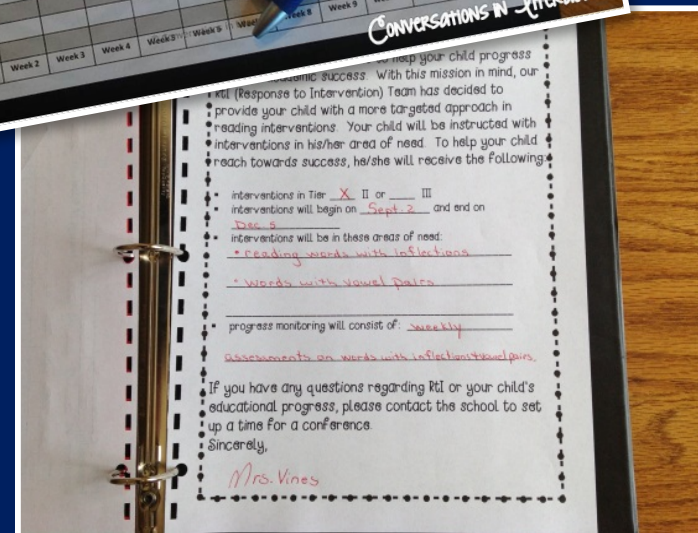 Week 2 Week 3 Week 4 Week 5 Week 6 Week 8 Week 9
CONVERSATIONS IN
to help your child progress
success. With this mission in mind, our
RtI (Response to Intervention) Team has decided to
provide your child with a more targeted approach in
reading interventions. Your child will be instructed with
interventions in his/her area of need. To help your child
reach towards success, he/she will receive the following:
• interventions in Tier X II or ____ III
• interventions will begin on Sept. 2 and end on
Dec 5
• interventions will be in these areas of need:
• reading words with inflections
• words with vowel pairs
• progress monitoring will consist of: weekly
assessments on words with inflections + vowel pairs.
If you have any questions regarding RtI or your child's
educational progress, please contact the school to set
up a time for a conference.
Sincerely,
Mrs. Vines